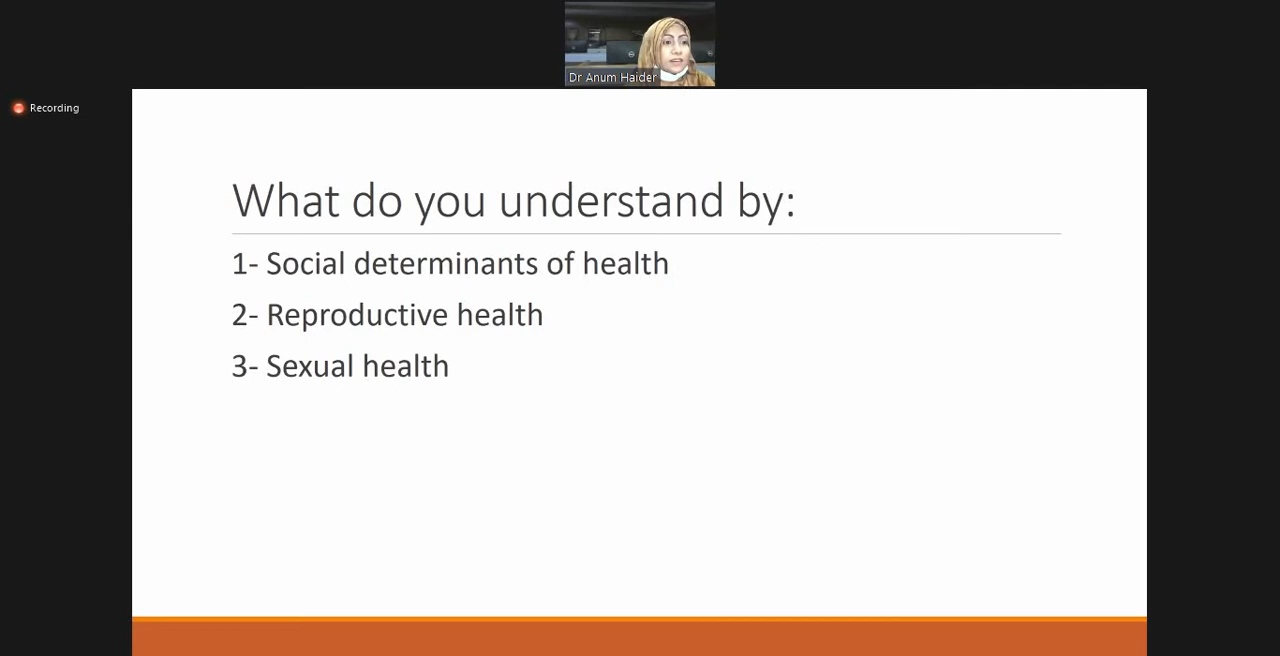 Dr Anum Haider
Recording
What do you understand by:
1- Social determinants of health
2- Reproductive health
3- Sexual health